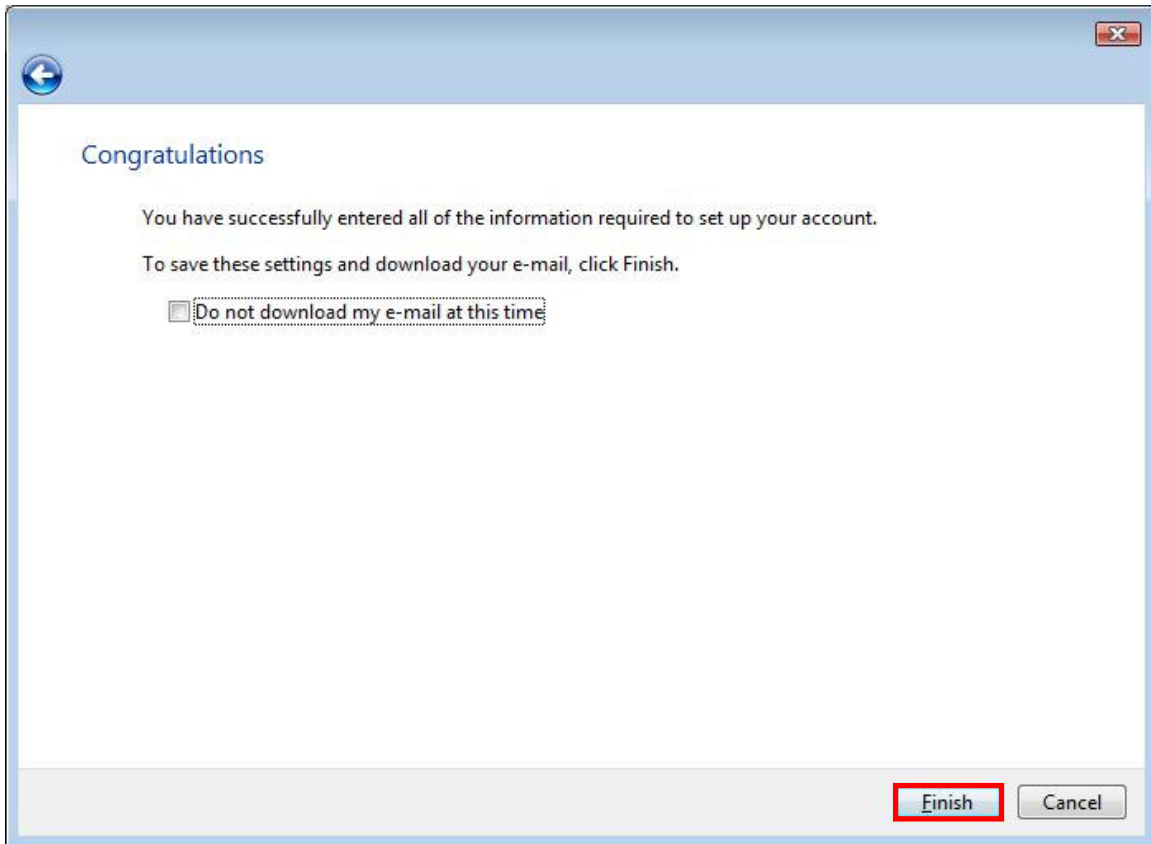 Congratulations
You have successfully entered all of the information required to set up your account.
To save these settings and download your e-mail, click Finish.
Do not download my e-mail at this time
Finish
Cancel